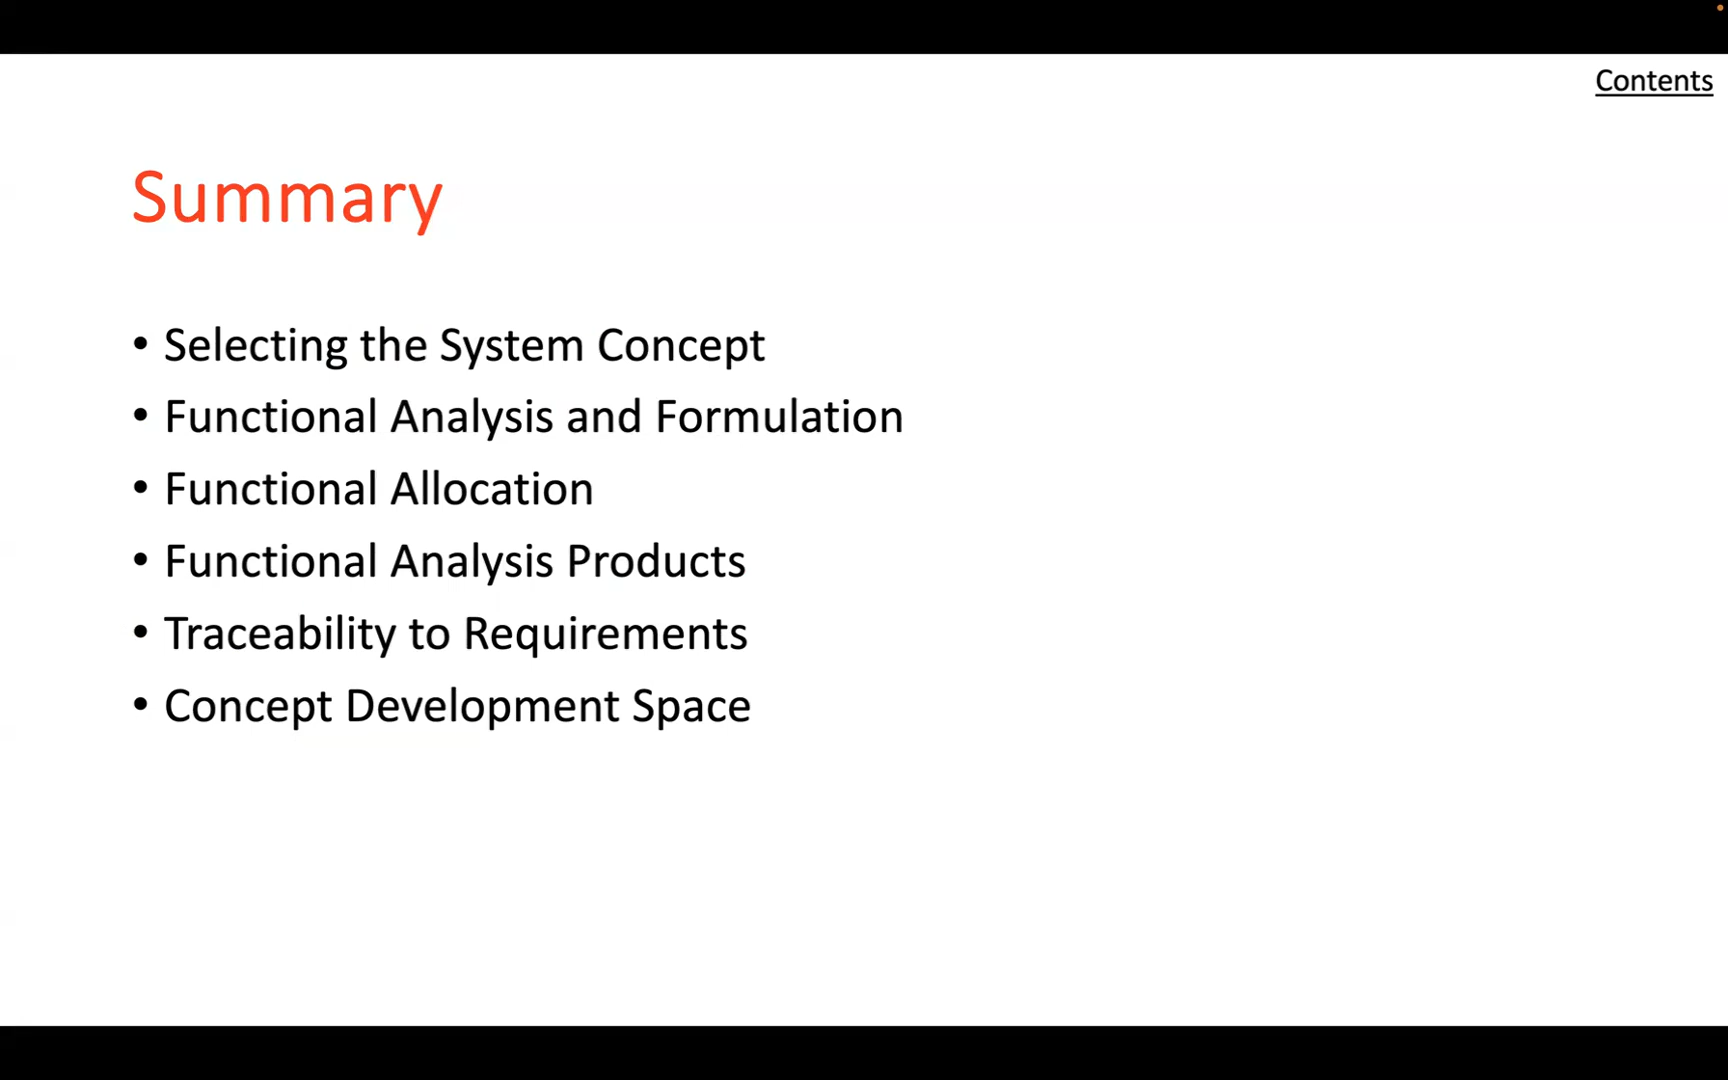 Contents
Summary
• Selecting the System Concept
• Functional Analysis and Formulation
• Functional Allocation
• Functional Analysis Products
• Traceability to Requirements
• Concept Development Space